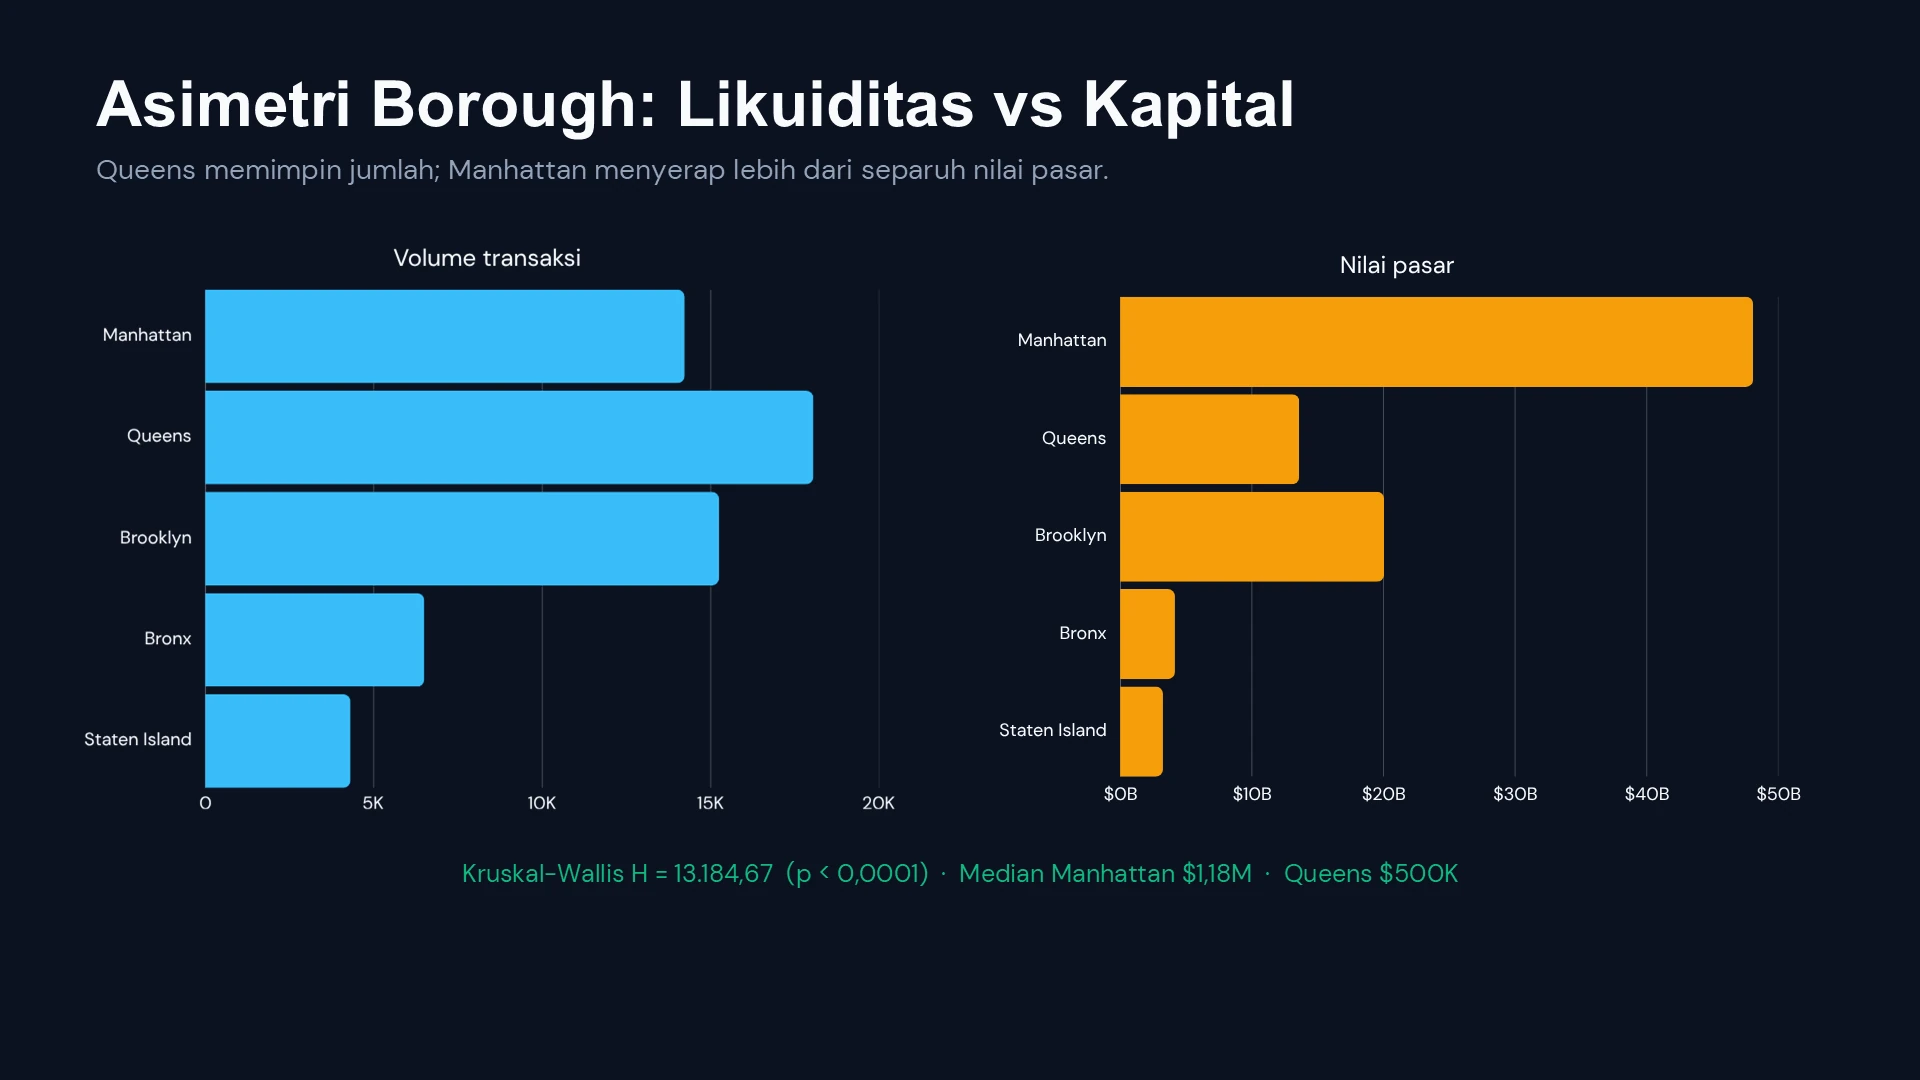 Asimetri Borough: Likuiditas vs Kapital
Queens memimpin jumlah; Manhattan menyerap lebih dari separuh nilai pasar.
Volume transaksi
Manhattan
Queens
Brooklyn
Bronx
Staten Island
0 5K 10K 15K 20K
Nilai pasar
Manhattan
Queens
Brooklyn
Bronx
Staten Island
$0B $10B $20B $30B $40B $50B
Kruskal-Wallis H = 13.184,67 (p < 0,0001) · Median Manhattan $1,18M · Queens $500K